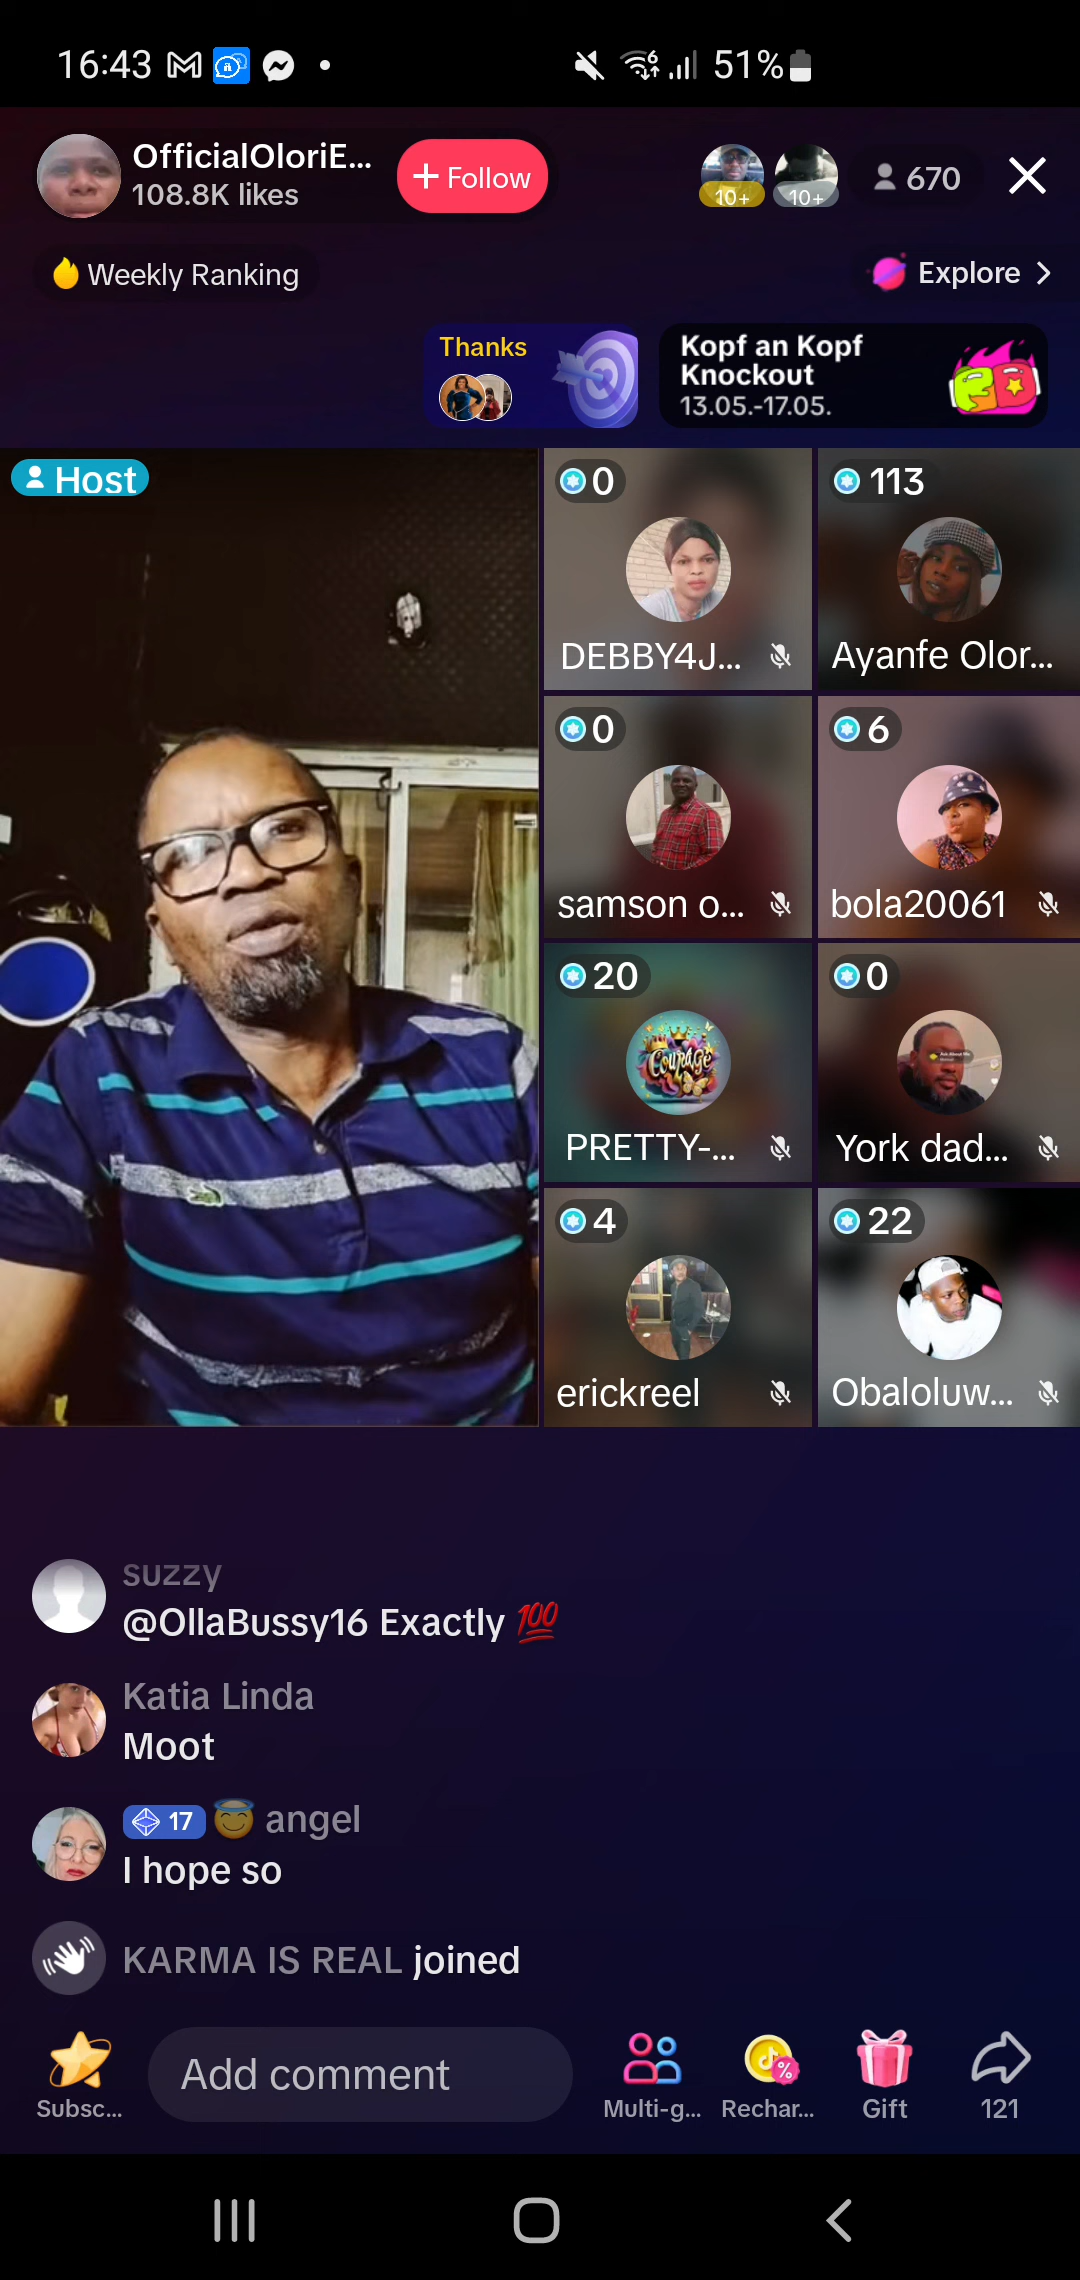 16:43
51%
OfficialOloriE...
108.8K likes
+ Follow
10+
10+
670
Weekly Ranking
Explore
Thanks
Kopf an Kopf
Knockout
13.05.-17.05.
Host
0
113
DEBBY4J...
Ayanfe Olor...
0
6
samson o...
bola20061
20
0
Courage
PRETTY-...
York dad...
4
22
erickreel
Obaloluw...
suzzy
@OllaBussy16 Exactly 💯
Katia Linda
Moot
17 😇 angel
I hope so
KARMA IS REAL joined
Add comment
Subsc...
Multi-g...
Rechar...
Gift
121